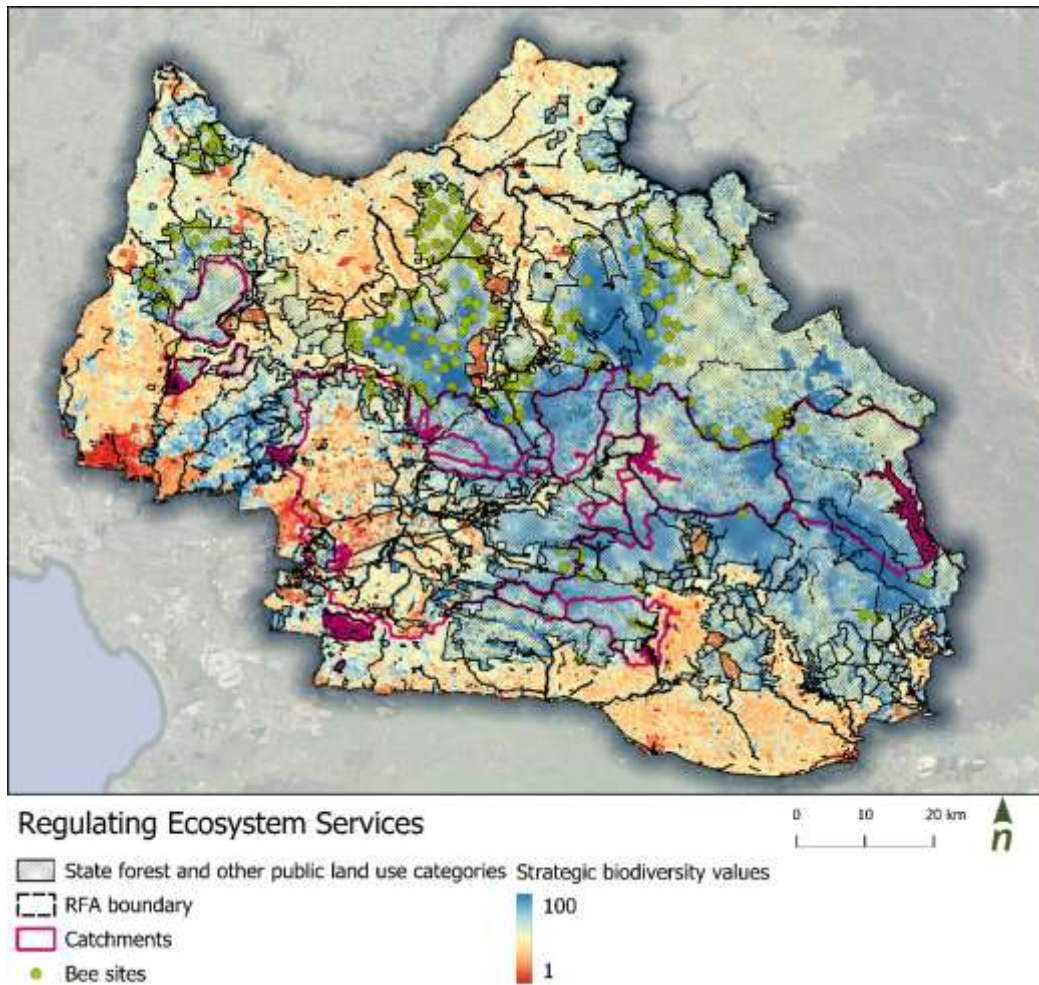 Regulating Ecosystem Services
0 10 20 km
n
State forest and other public land use categories
RFA boundary
Catchments
Bee sites
Strategic biodiversity values
100
1